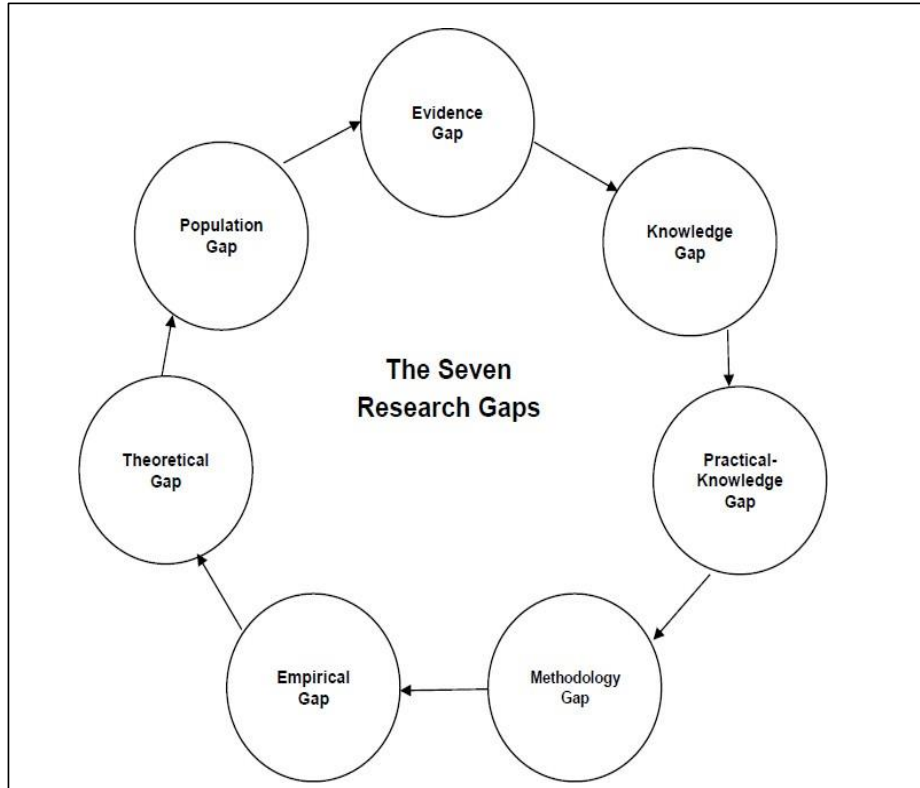 Evidence
Gap
Population
Gap
Knowledge
Gap
The Seven
Research Gaps
Theoretical
Gap
Practical-
Knowledge
Gap
Empirical
Gap
Methodology
Gap